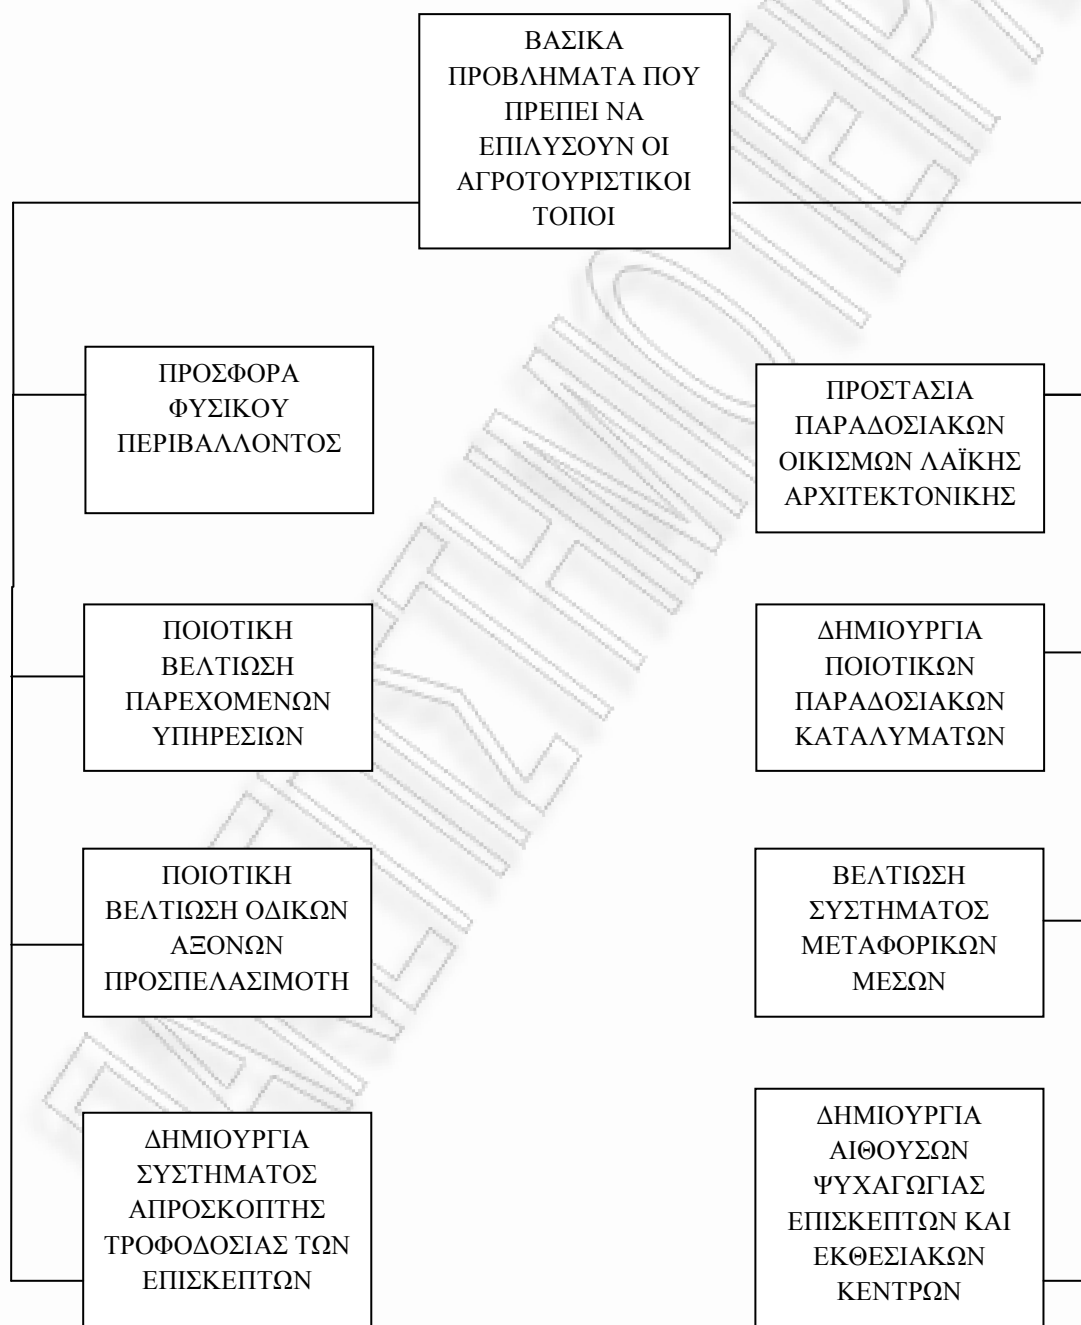 ΒΑΣΙΚΑ
ΠΡΟΒΛΗΜΑΤΑ ΠΟΥ
ΠΡΕΠΕΙ ΝΑ
ΕΠΙΛΥΣΟΥΝ ΟΙ
ΑΓΡΟΤΟΥΡΙΣΤΙΚΟΙ
ΤΟΠΟΙ
ΠΡΟΣΦΟΡΑ
ΦΥΣΙΚΟΥ
ΠΕΡΙΒΑΛΛΟΝΤΟΣ
ΠΡΟΣΤΑΣΙΑ
ΠΑΡΑΔΟΣΙΑΚΩΝ
ΟΙΚΙΣΜΩΝ ΛΑΪΚΗΣ
ΑΡΧΙΤΕΚΤΟΝΙΚΗΣ
ΠΟΙΟΤΙΚΗ
ΒΕΛΤΙΩΣΗ
ΠΑΡΕΧΟΜΕΝΩΝ
ΥΠΗΡΕΣΙΩΝ
ΔΗΜΙΟΥΡΓΙΑ
ΠΟΙΟΤΙΚΩΝ
ΠΑΡΑΔΟΣΙΑΚΩΝ
ΚΑΤΑΛΥΜΑΤΩΝ
ΠΟΙΟΤΙΚΗ
ΒΕΛΤΙΩΣΗ ΟΔΙΚΩΝ
ΑΞΟΝΩΝ
ΠΡΟΣΠΕΛΑΣΙΜΟΤΗ
ΒΕΛΤΙΩΣΗ
ΣΥΣΤΗΜΑΤΟΣ
ΜΕΤΑΦΟΡΙΚΩΝ
ΜΕΣΩΝ
ΔΗΜΙΟΥΡΓΙΑ
ΣΥΣΤΗΜΑΤΟΣ
ΑΠΡΟΣΚΟΠΤΗΣ
ΤΡΟΦΟΔΟΣΙΑΣ ΤΩΝ
ΕΠΙΣΚΕΠΤΩΝ
ΔΗΜΙΟΥΡΓΙΑ
ΑΙΘΟΥΣΩΝ
ΨΥΧΑΓΩΓΙΑΣ
ΕΠΙΣΚΕΠΤΩΝ ΚΑΙ
ΕΚΘΕΣΙΑΚΩΝ
ΚΕΝΤΡΩΝ